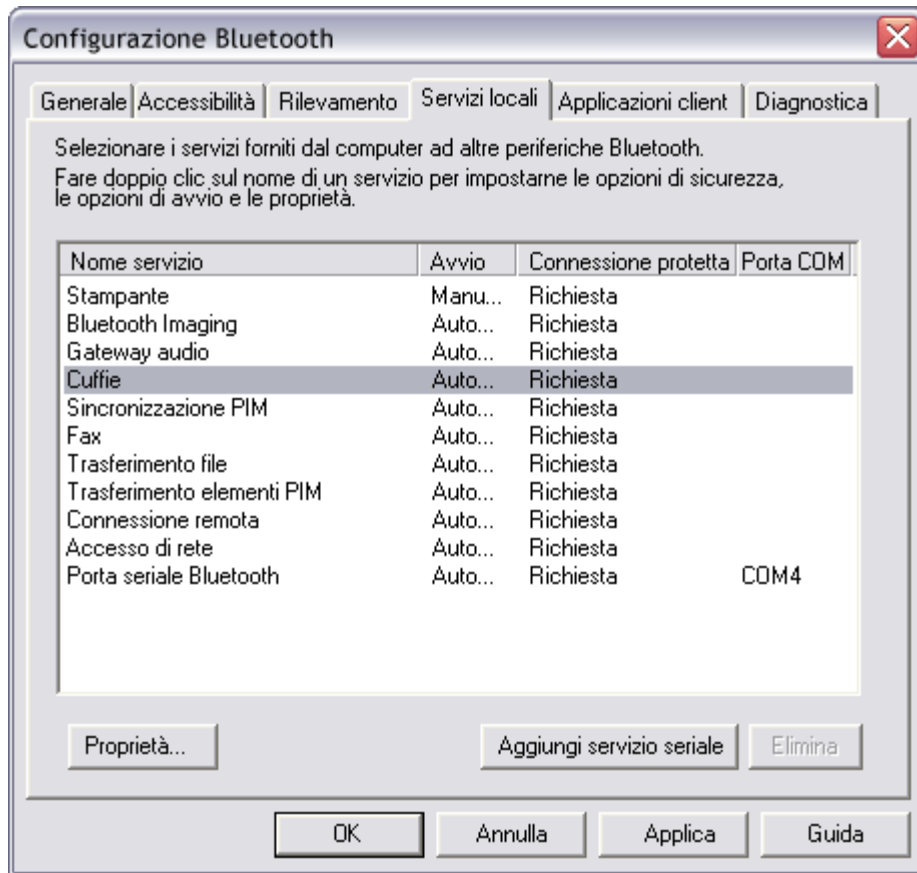 Configurazione Bluetooth
Generale Accessibilità Rilevamento Servizi locali Applicazioni client Diagnostica
Selezionare i servizi forniti dal computer ad altre periferiche Bluetooth.
Fare doppio clic sul nome di un servizio per impostarne le opzioni di sicurezza,
le opzioni di avvio e le proprietà.
Nome servizio Avvio Connessione protetta Porta COM
Stampante Manu... Richiesta
Bluetooth Imaging Auto... Richiesta
Gateway audio Auto... Richiesta
Cuffie Auto... Richiesta
Sincronizzazione PIM Auto... Richiesta
Fax Auto... Richiesta
Trasferimento file Auto... Richiesta
Trasferimento elementi PIM Auto... Richiesta
Connessione remota Auto... Richiesta
Accesso di rete Auto... Richiesta
Porta seriale Bluetooth Auto... Richiesta COM4
Proprietà... Aggiungi servizio seriale Elimina
OK Annulla Applica Guida